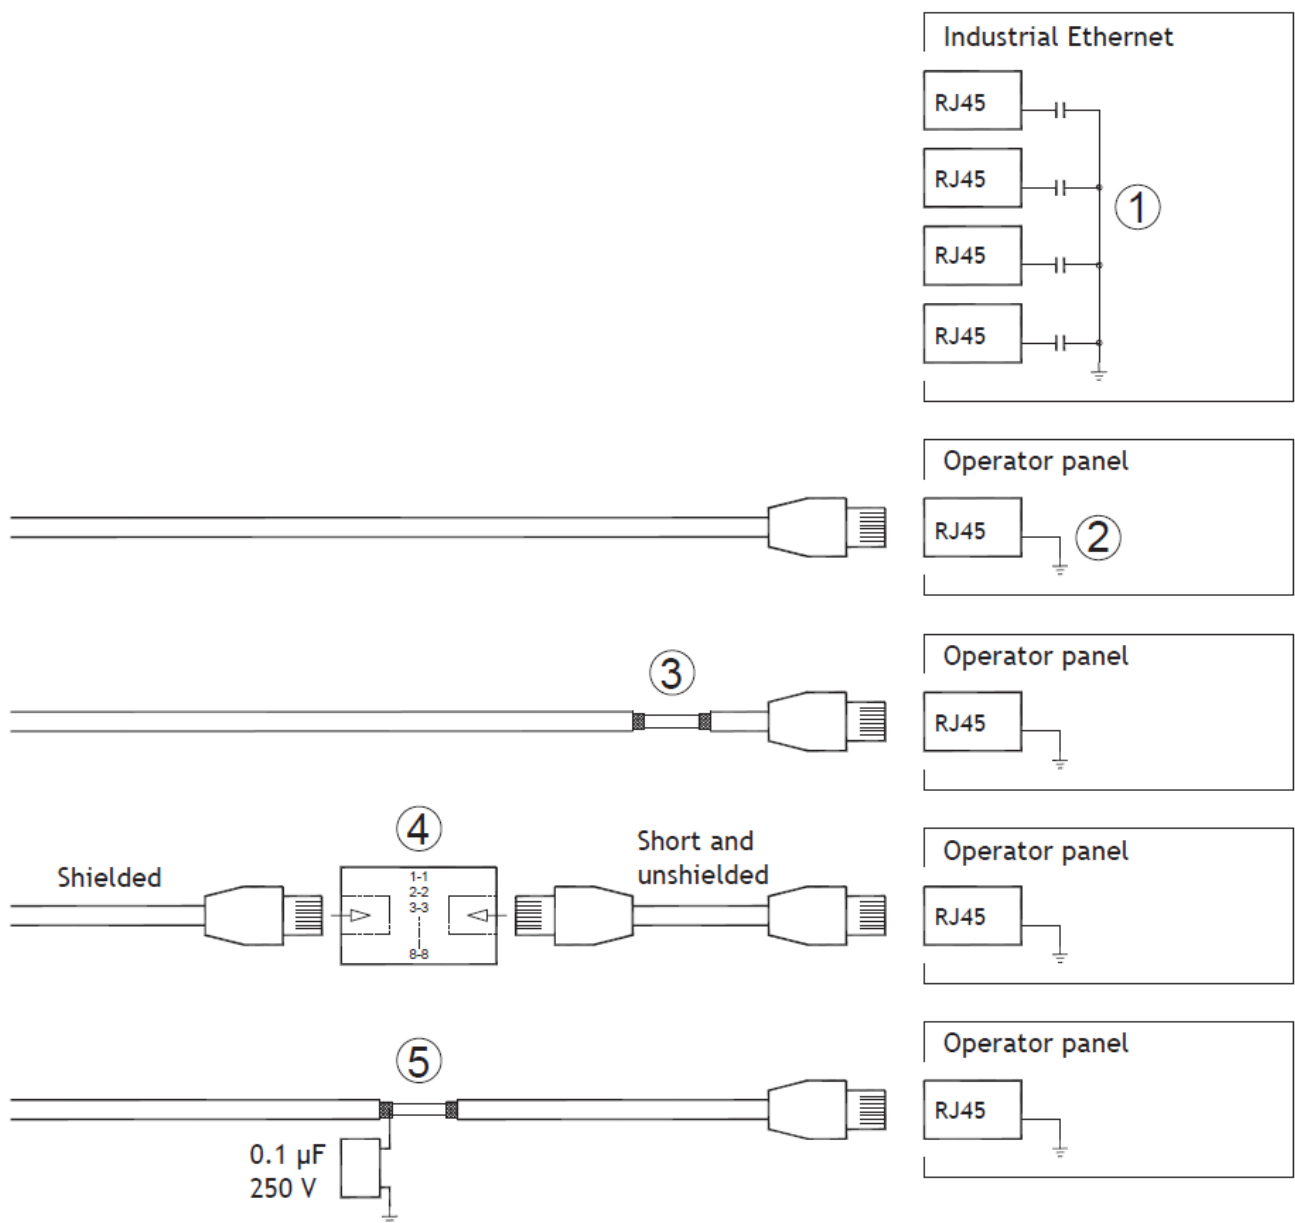 Industrial Ethernet
RJ45
RJ45
①
RJ45
RJ45
Operator panel
RJ45
②
Operator panel
③
RJ45
④
Short and
unshielded
Operator panel
Shielded
1-1
2-2
3-3
8-8
RJ45
⑤
Operator panel
RJ45
0.1 µF
250 V